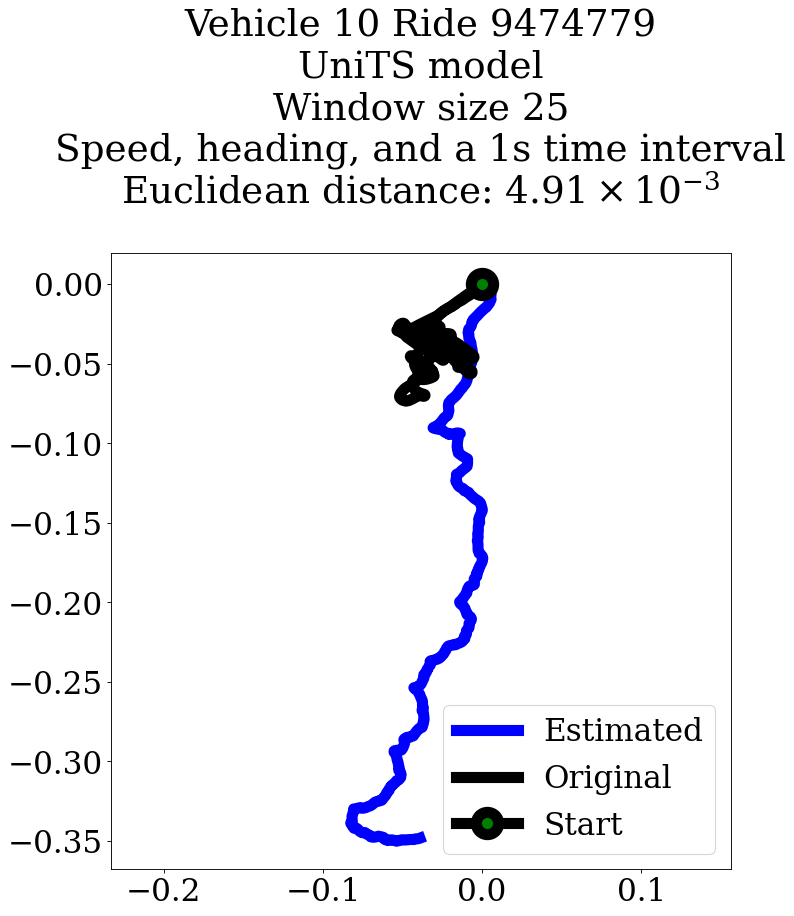 Vehicle 10 Ride 9474779
UniTS model
Window size 25
Speed, heading, and a 1s time interval
Euclidean distance: 4.91 × 10⁻³
0.00
−0.05
−0.10
−0.15
−0.20
−0.25
−0.30
−0.35
Estimated
Original
Start
−0.2 −0.1 0.0 0.1